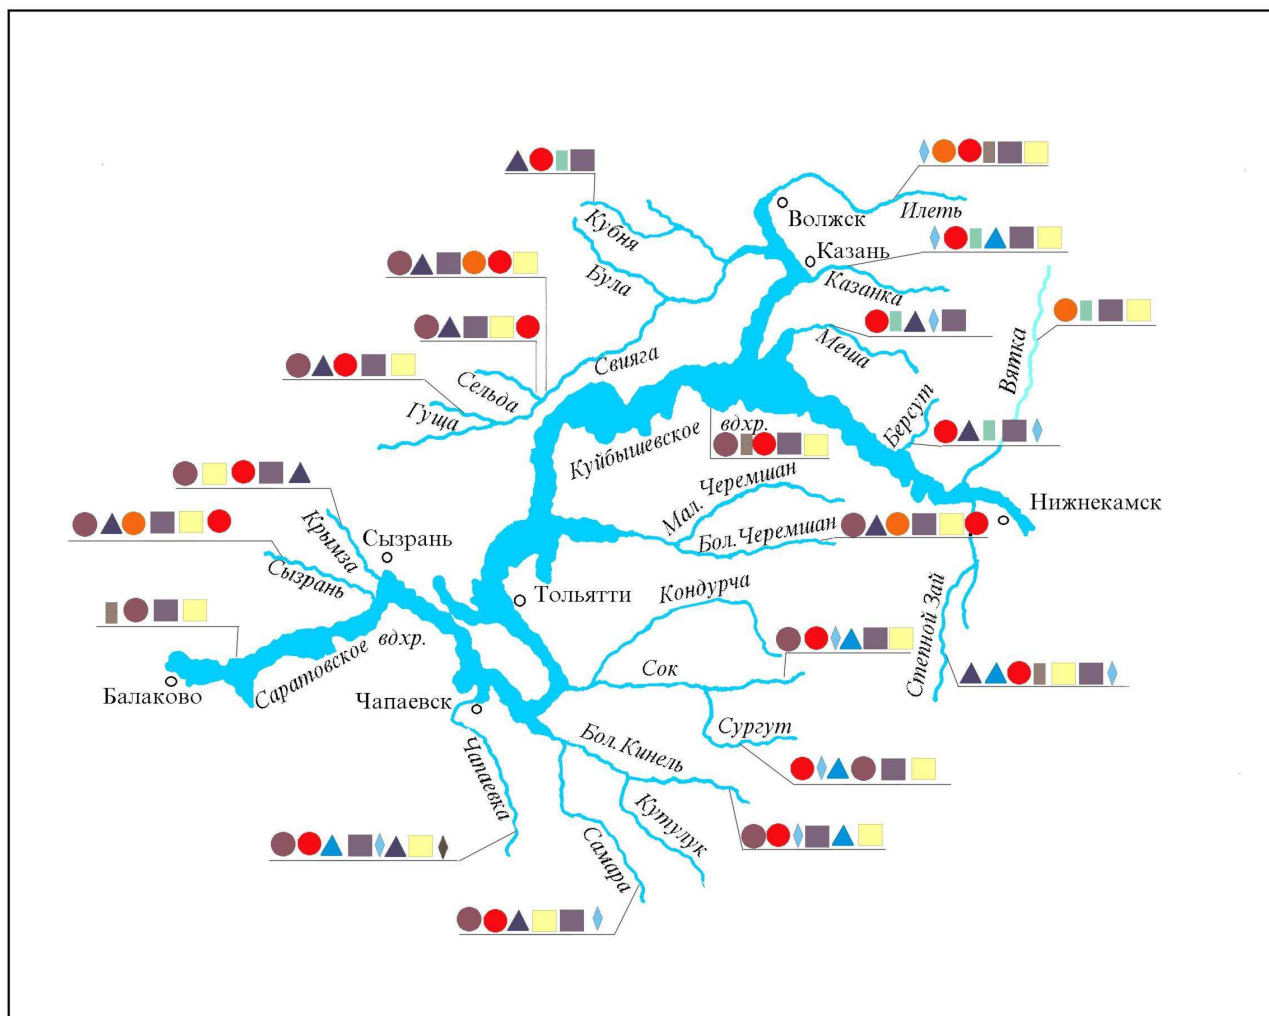 Волжск
Илеть
Кубня
Казань
Була
Казанка
Меша
Вятка
Свияга
Сельда
Гуща
Берсут
Куйбышевское вдхр.
Мал. Черемшан
Нижнекамск
Бол. Черемшан
Крымза
Сызрань
Сызрань
Тольятти
Кондурча
Степной Зай
Саратовское вдхр.
Сок
Балаково
Чапаевск
Сургут
Бол. Кинель
Чапаевка
Кутулук
Самара